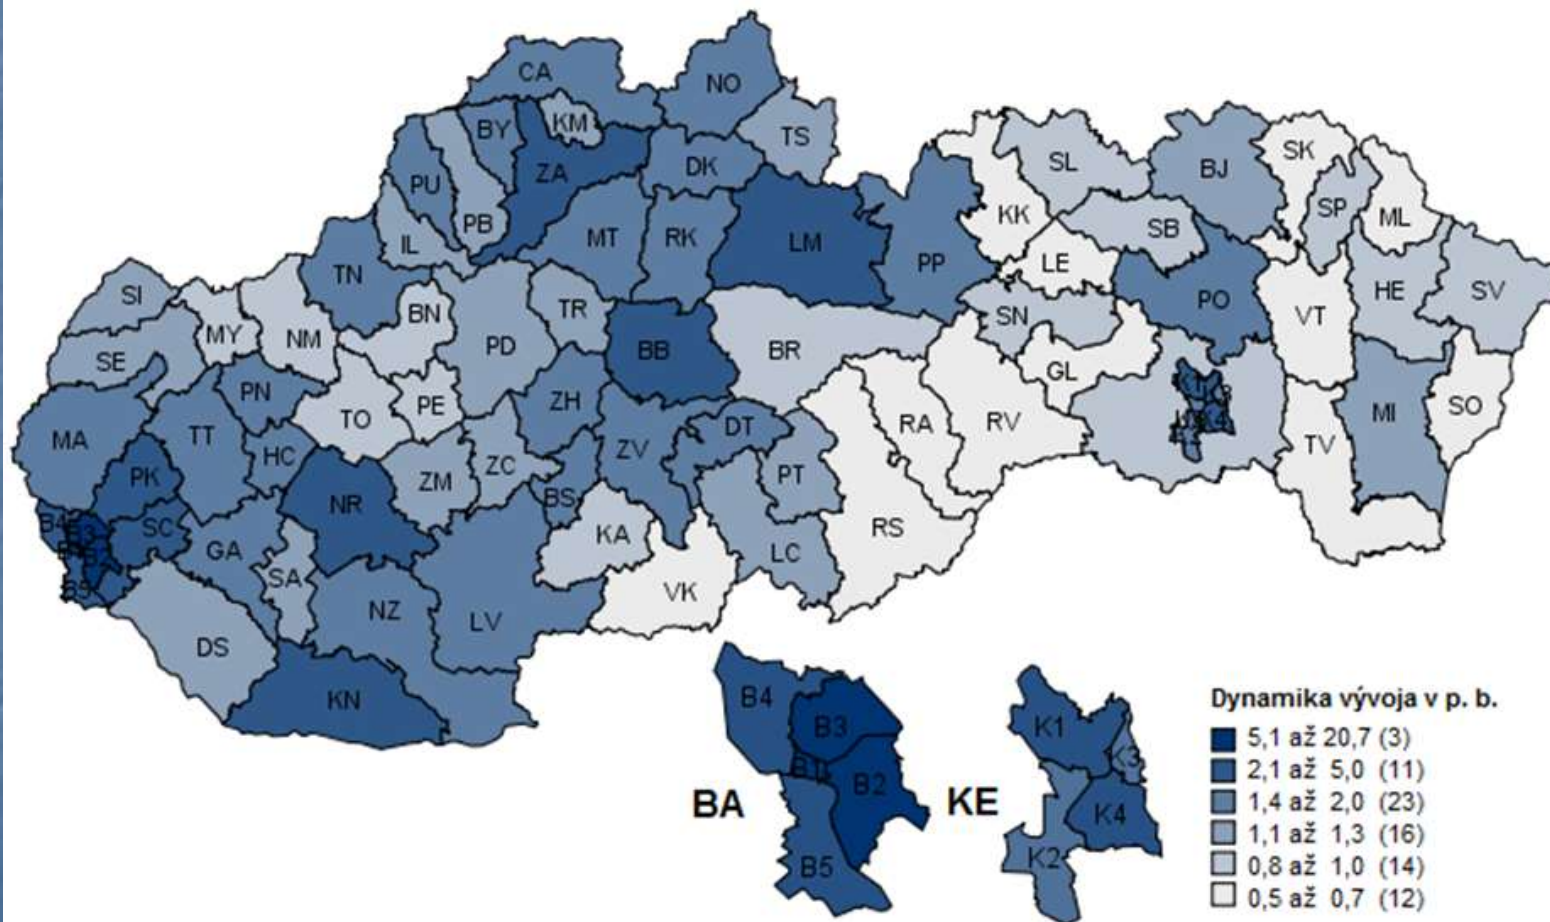 CA
NO
KM
BY
TS
ZA
DK
SL
SK
BJ
PU
SP
ML
PB
KK
IL
MT
RK
LM
SB
PP
LE
TN
PO
HE
SV
SI
TR
BN
SN
VT
MY
NM
PD
BB
BR
SE
GL
PN
PE
ZH
RA
RV
MI
SO
TO
MA
TT
DT
HC
ZV
TV
ZC
PK
ZM
PT
BS
NR
B4
SC
RS
KA
B3
GA
LC
SA
B5
VK
NZ
LV
DS
KN
B4
B3
B1
B2
B5
BA
K1
K3
K4
K2
KE
Dynamika vývoja v p. b.
5,1 až 20,7 (3)
2,1 až 5,0 (11)
1,4 až 2,0 (23)
1,1 až 1,3 (16)
0,8 až 1,0 (14)
0,5 až 0,7 (12)